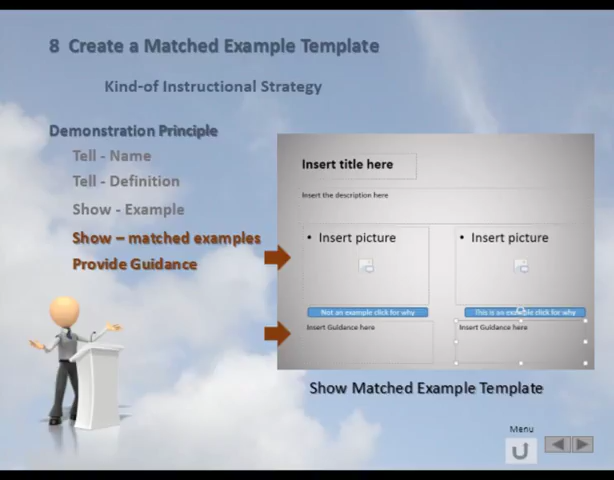 8 Create a Matched Example Template
Kind-of Instructional Strategy
Demonstration Principle
Tell - Name
Tell - Definition
Show - Example
Show – matched examples
Provide Guidance
Insert title here
Insert the description here
• Insert picture
• Insert picture
Not an example click for why
This is an example click for why
Insert Guidance here
Insert Guidance here
Show Matched Example Template
Menu